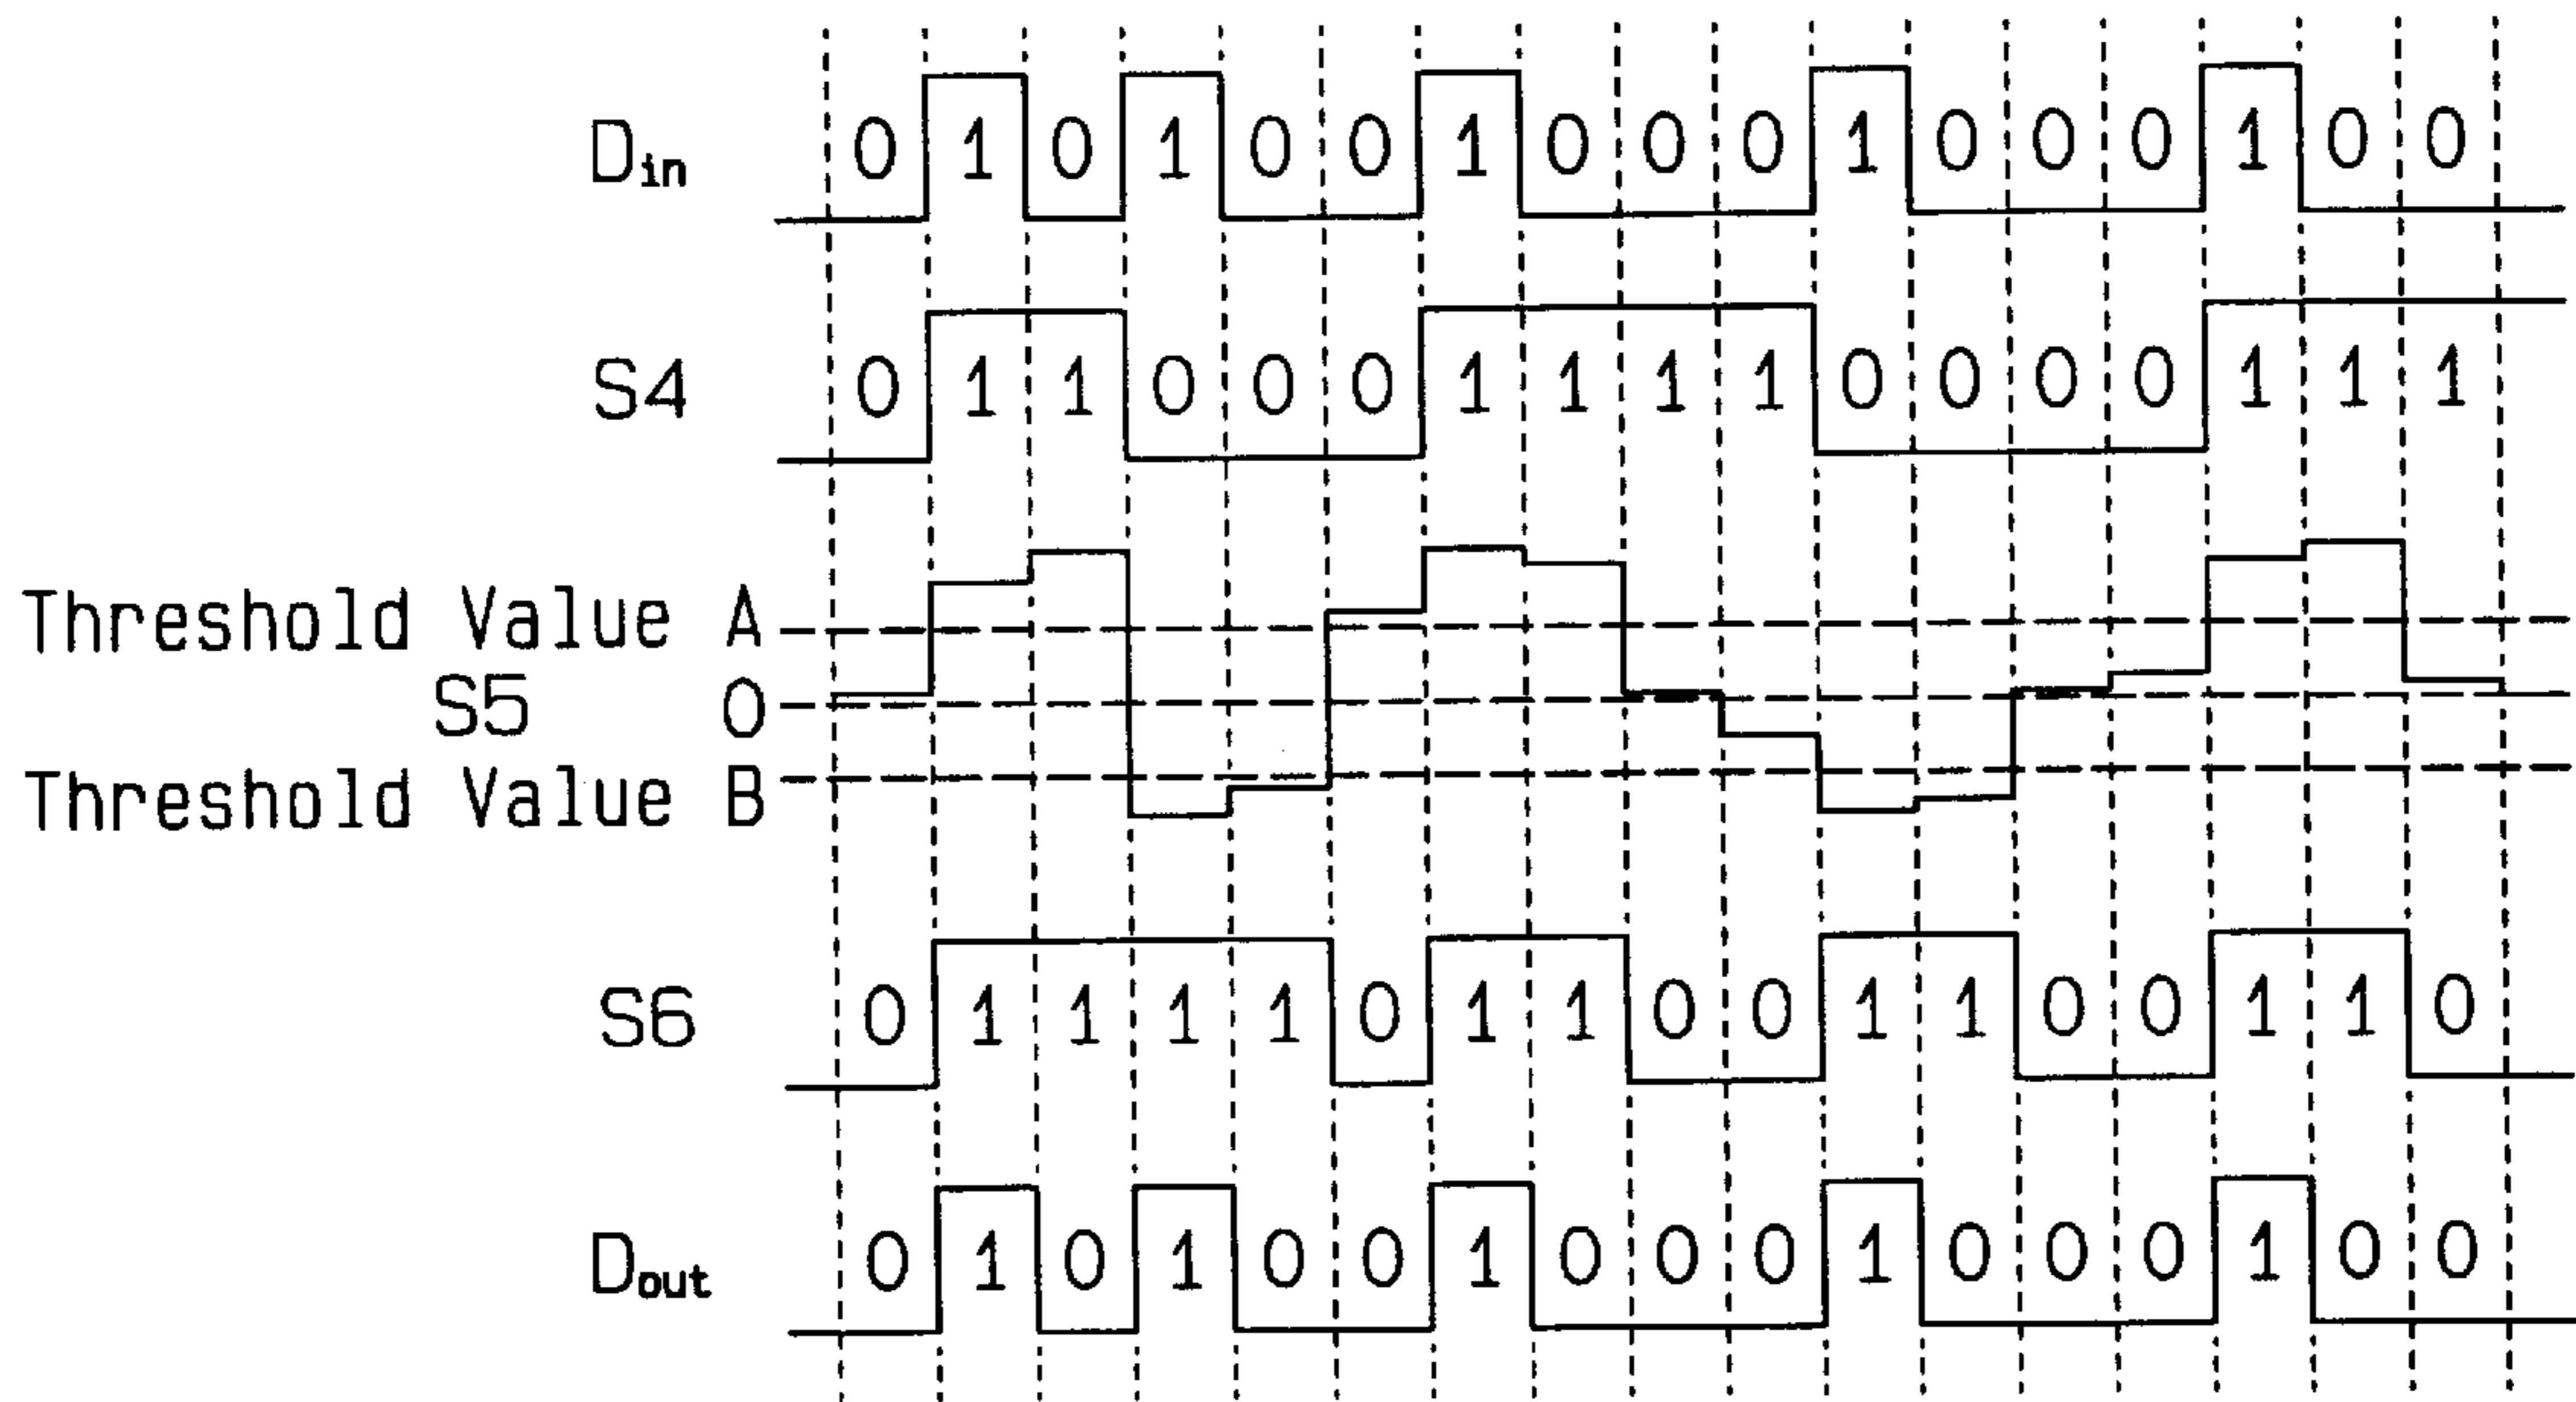 Din 0 1 0 1 0 0 1 0 0 0 1 0 0 0 1 0 0
S4 0 1 1 0 0 0 1 1 1 1 0 0 0 0 1 1 1
Threshold Value A
S5 0
Threshold Value B
S6 0 1 1 1 1 0 1 1 0 0 1 1 0 0 1 1 0
Dout 0 1 0 1 0 0 1 0 0 0 1 0 0 0 1 0 0